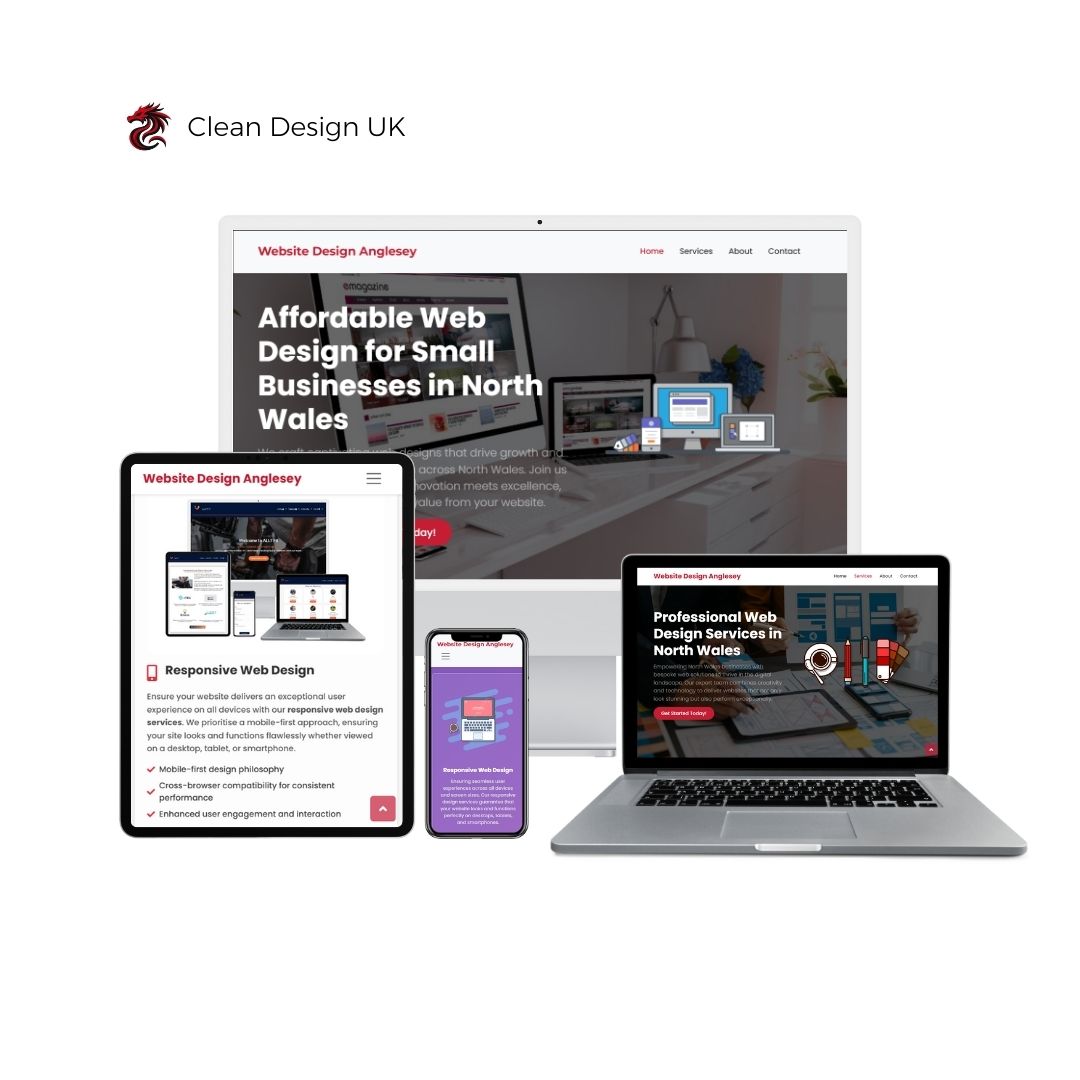 Clean Design UK
Website Design Anglesey
Home Services About Contact
emagazine
Affordable Web
Design for Small
Businesses in North
Wales
We craft captivating web designs that drive growth and
across North Wales. Join us
innovation meets excellence,
value from your website.
Today!
Website Design Anglesey
Welcome to ALLTFIT
Responsive Web Design
Ensure your website delivers an exceptional user
experience on all devices with our responsive web design
services. We prioritise a mobile-first approach, ensuring
your site looks and functions flawlessly whether viewed
on a desktop, tablet, or smartphone.
Mobile-first design philosophy
Cross-browser compatibility for consistent
performance
Enhanced user engagement and interaction
Website Design Anglesey
Responsive Web Design
Ensuring seamless user
experiences across all devices
and screen sizes. Our responsive
design services guarantee that
your website looks and functions
perfectly on desktops, tablets,
and smartphones.
Website Design Anglesey
Home Services About Contact
Professional Web
Design Services in
North Wales
Empowering North Wales businesses with
bespoke web solutions to thrive in the digital
landscape. Our expert team combines creativity
and technology to deliver websites that not only
look stunning but also perform exceptionally.
Get Started Today!